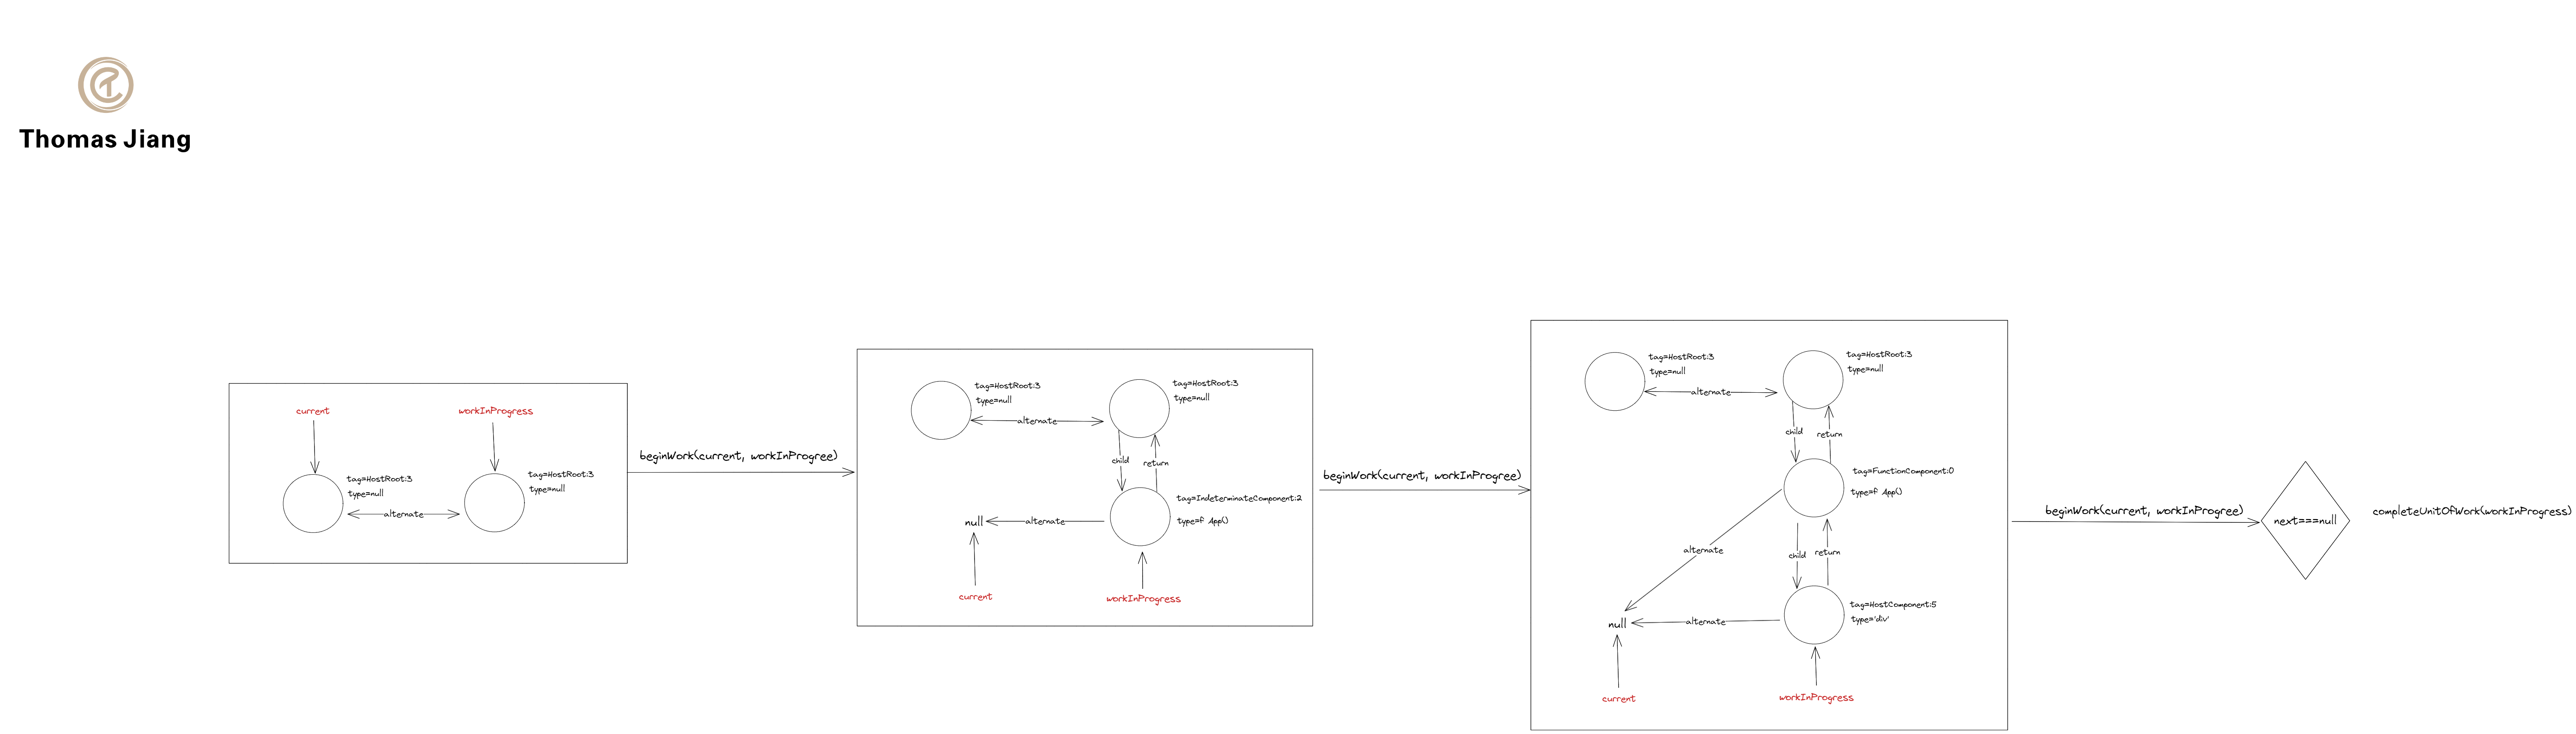 Thomas Jiang
current
workInProgress
tag=HostRoot:3
type=null
tag=HostRoot:3
type=null
alternate
beginWork(current, workInProgree)
tag=HostRoot:3
type=null
tag=HostRoot:3
type=null
alternate
child
return
tag=IndeterminateComponent:2
type=f App()
null
alternate
current
workInProgress
beginWork(current, workInProgree)
tag=HostRoot:3
type=null
tag=HostRoot:3
type=null
alternate
child
return
tag=FunctionComponent:0
type=f App()
alternate
child
return
tag=HostComponent:5
type='div'
null
alternate
current
workInProgress
beginWork(current, workInProgree)
next===null
completeUnitOfWork(workInProgress)